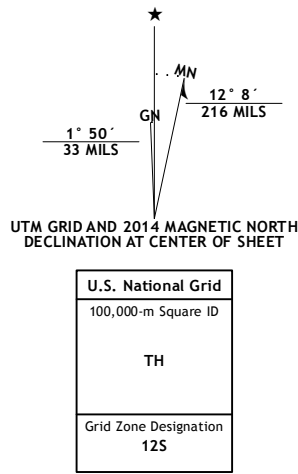 MN
GN
12° 8´
216 MILS
1° 50´
33 MILS
UTM GRID AND 2014 MAGNETIC NORTH
DECLINATION AT CENTER OF SHEET
U.S. National Grid
100,000-m Square ID
TH
Grid Zone Designation
12S